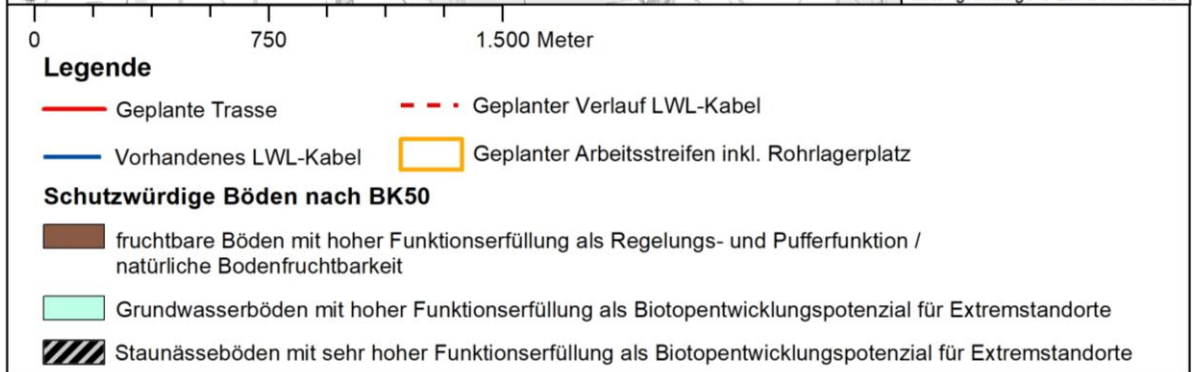 0 750 1.500 Meter
Legende
Geplante Trasse
Geplanter Verlauf LWL-Kabel
Vorhandenes LWL-Kabel
Geplanter Arbeitsstreifen inkl. Rohrlagerplatz
Schutzwürdige Böden nach BK50
fruchtbare Böden mit hoher Funktionserfüllung als Regelungs- und Pufferfunktion /
natürliche Bodenfruchtbarkeit
Grundwasserböden mit hoher Funktionserfüllung als Biotopentwicklungspotenzial für Extremstandorte
Staunässeböden mit sehr hoher Funktionserfüllung als Biotopentwicklungspotenzial für Extremstandorte